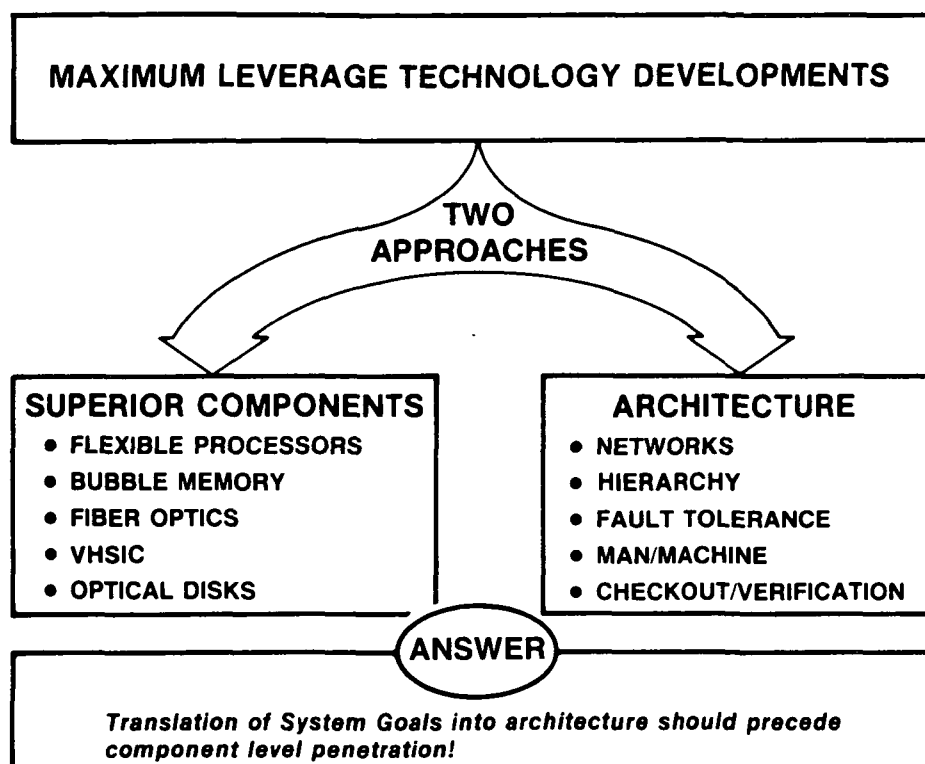 MAXIMUM LEVERAGE TECHNOLOGY DEVELOPMENTS
TWO
APPROACHES
SUPERIOR COMPONENTS
• FLEXIBLE PROCESSORS
• BUBBLE MEMORY
• FIBER OPTICS
• VHSIC
• OPTICAL DISKS
ARCHITECTURE
• NETWORKS
• HIERARCHY
• FAULT TOLERANCE
• MAN/MACHINE
• CHECKOUT/VERIFICATION
ANSWER
Translation of System Goals into architecture should precede
component level penetration!